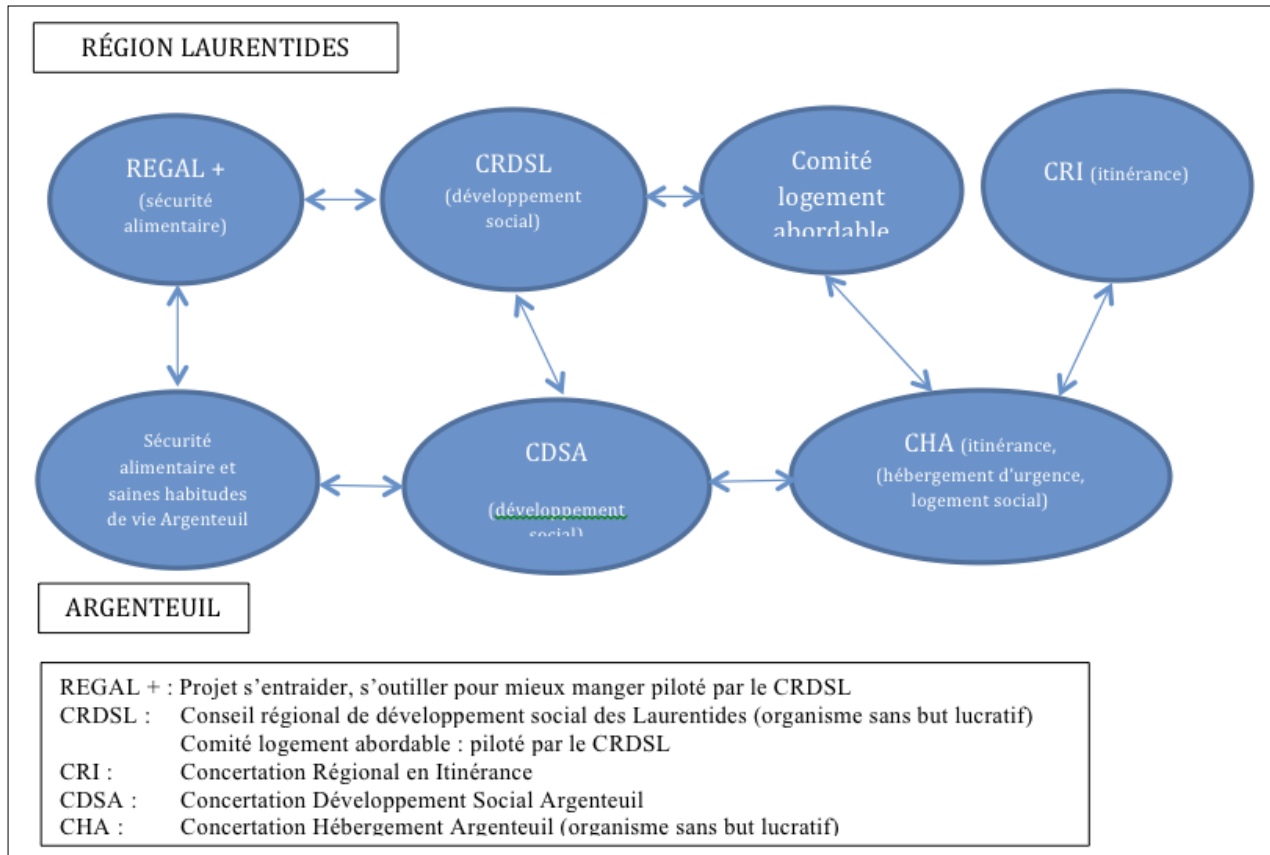 RÉGION LAURENTIDES
REGAL +
(sécurité
alimentaire)
CRDSL
(développement
social)
Comité
logement
abordable
CRI (itinérance)
Sécurité
alimentaire et
saines habitudes
de vie Argenteuil
CDSA
(développement
social)
CHA (itinérance,
(hébergement d'urgence,
logement social)
ARGENTEUIL
REGAL + : Projet s'entraider, s'outiller pour mieux manger piloté par le CRDSL
CRDSL : Conseil régional de développement social des Laurentides (organisme sans but lucratif)
Comité logement abordable : piloté par le CRDSL
CRI : Concertation Régional en Itinérance
CDSA : Concertation Développement Social Argenteuil
CHA : Concertation Hébergement Argenteuil (organisme sans but lucratif)